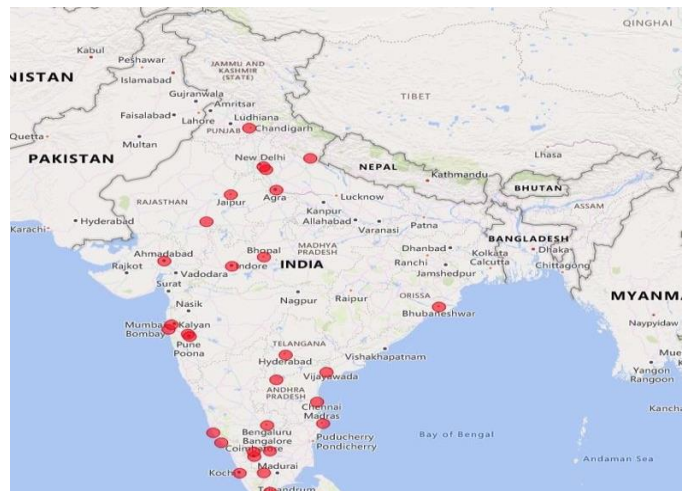 QINGHAI
Kabul
Peshawar
JAMMU AND
KASHMIR
(STATE)
NISTAN
Islamabad
TIBET
Gujranwala
Amritsar
Faisalabad
Ludhiana
Lahore
PUNJAB
Chandigarh
Quetta
Multan
Lhasa
PAKISTAN
New Delhi
NEPAL
Kathmandu
BHUTAN
Agra
RAJASTHAN
Jaipur
Lucknow
ASSAM
Kanpur
Hyderabad
Allahabad
Patna
Karachi
Varanasi
BANGLADESH
MADHYA
PRADESH
Dhanbad
Dhaka
Ahmadabad
Bhopal
Kolkata
Calcutta
Ranchi
Chittagong
Rajkot
Vadodara
Indore
INDIA
Jamshedpur
Surat
Nagpur
Raipur
ORISSA
MYANMA
Nasik
Bhubaneshwar
Mumbai
Bombay
Kalyan
Naypyidaw
Pune
Poona
TELANGANA
Hyderabad
Vishakhapatnam
Mue
Yangon
Rangoon
Vijayawada
ANDHRA
PRADESH
Chennai
Madras
Kancha
Bengaluru
Bangalore
Puducherry
Pondicherry
Bay of Bengal
Coimbatore
Andaman Sea
Koch
Madurai